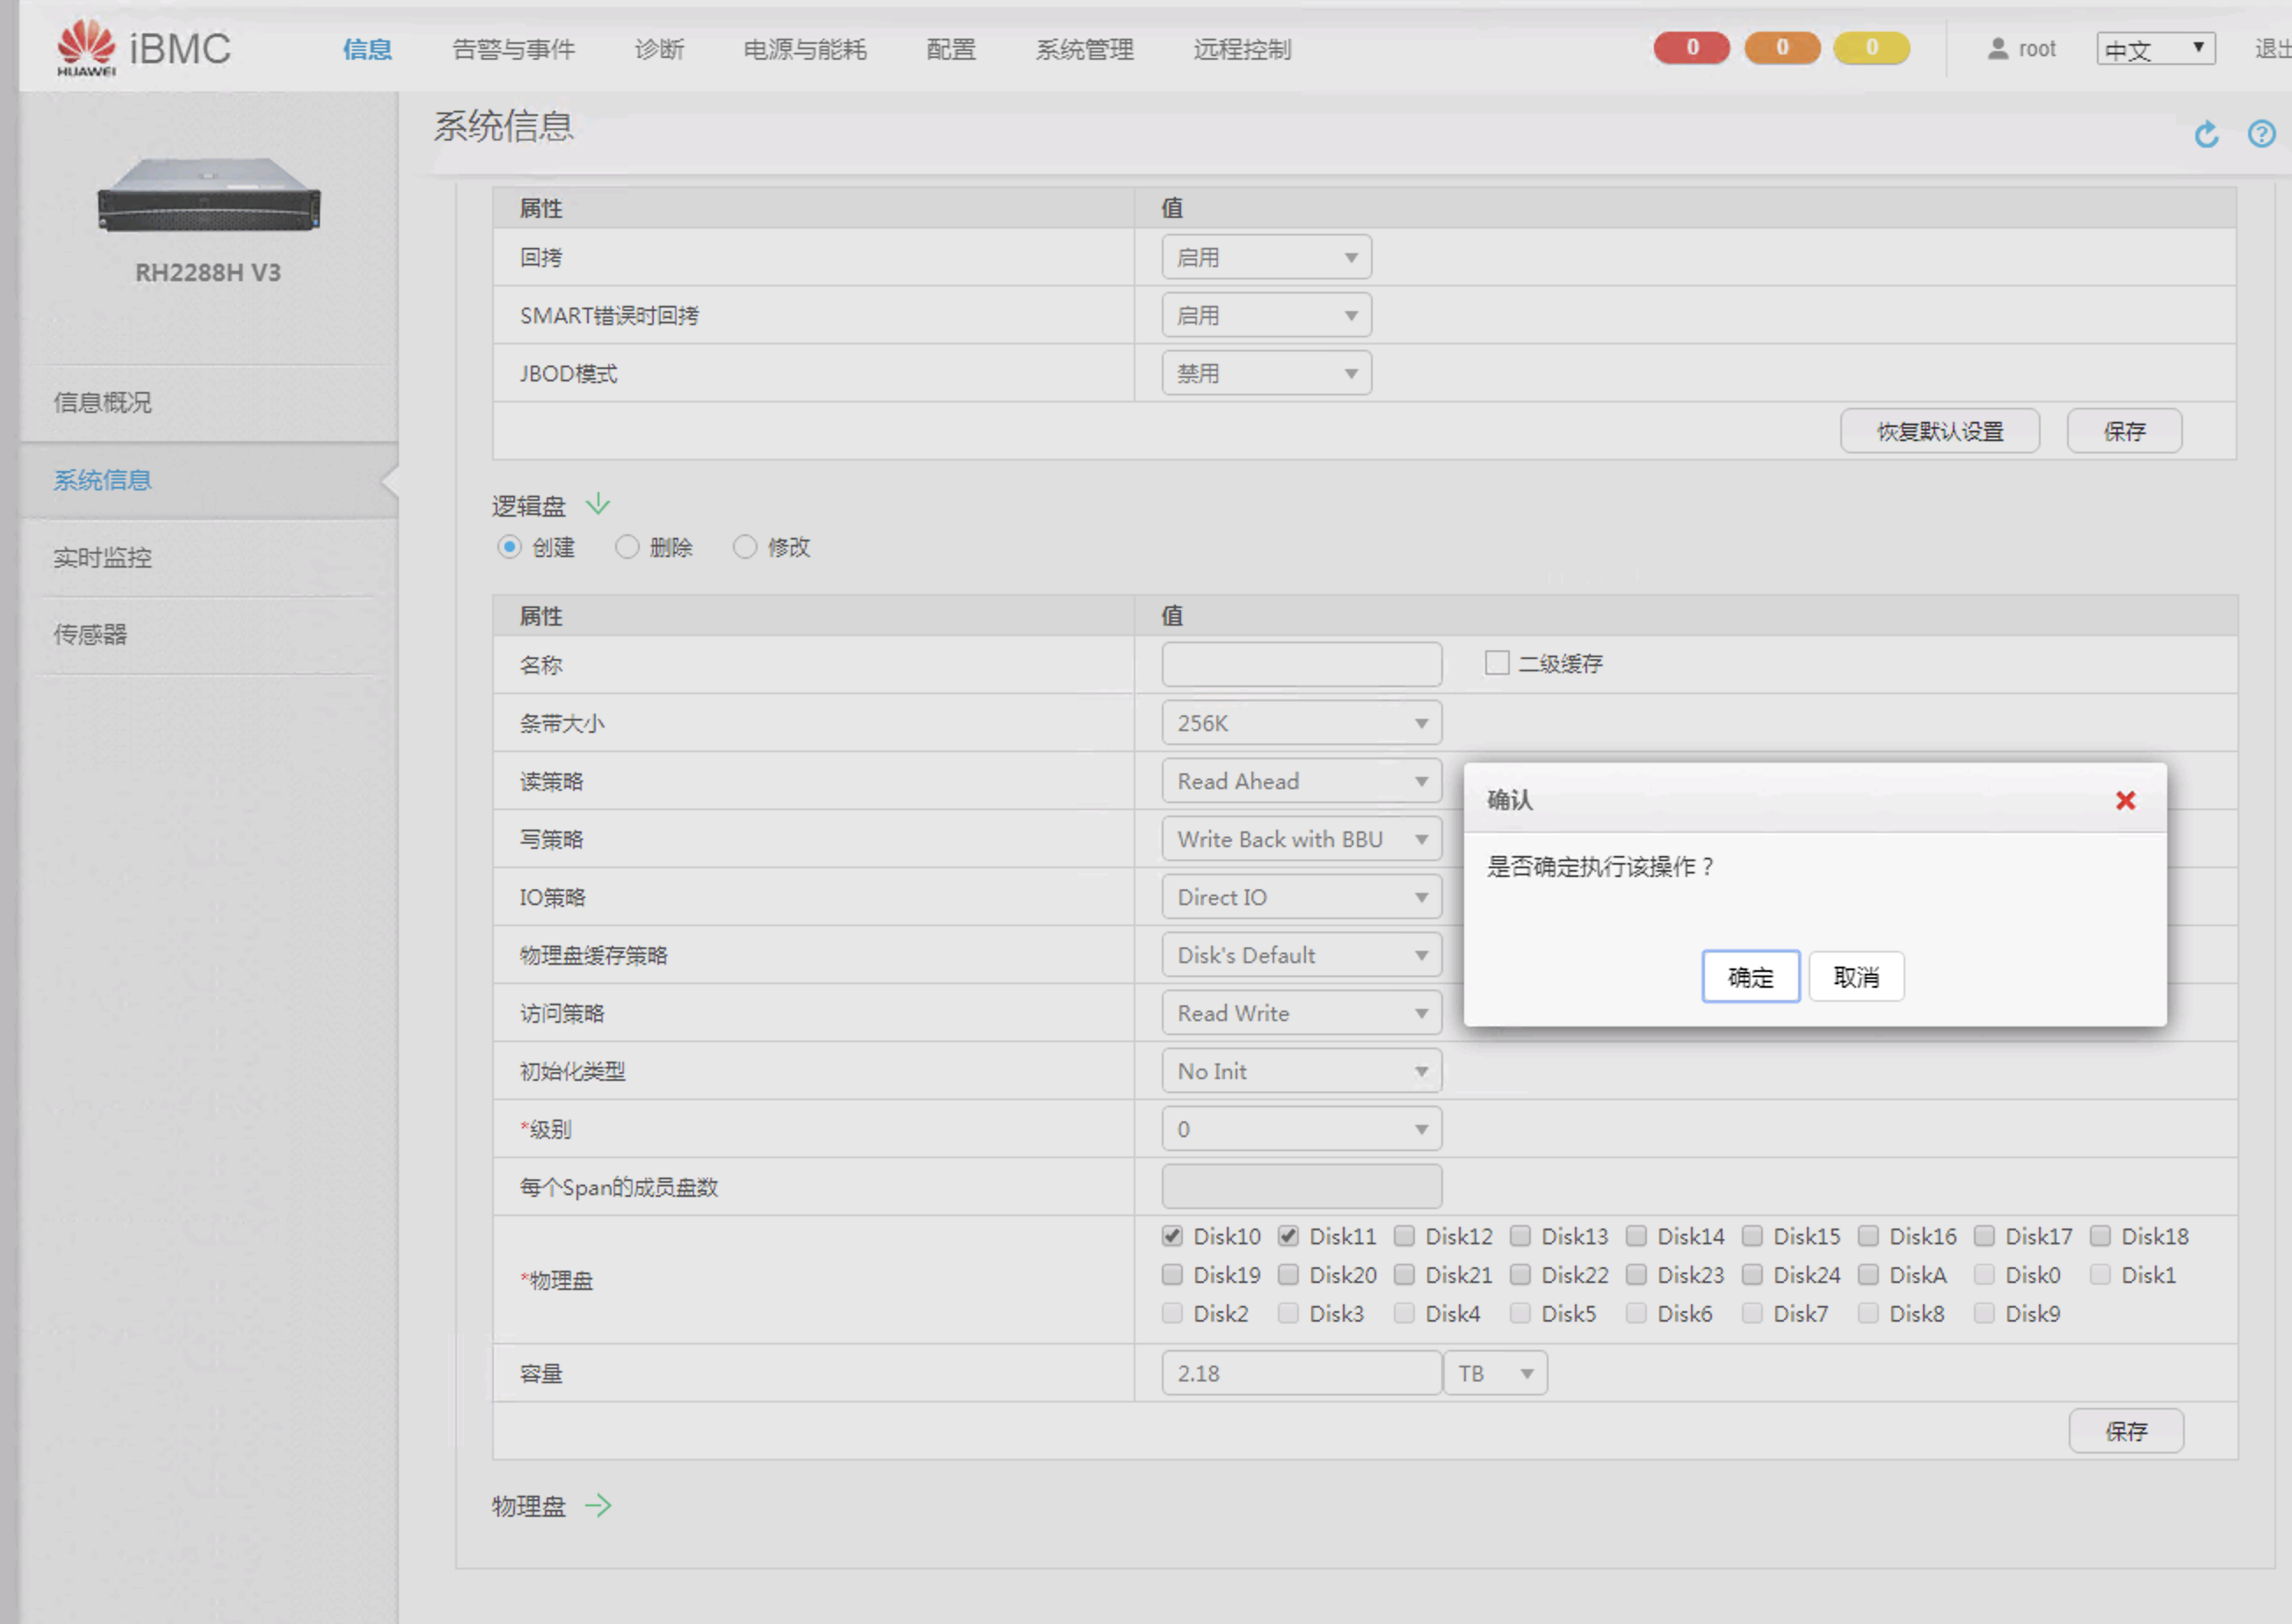 HUAWEI iBMC 信息 告警与事件 诊断 电源与能耗 配置 系统管理 远程控制 0 0 0 root 中文 退出
系统信息
RH2288H V3
信息概况
系统信息
实时监控
传感器
属性 值
回拷 启用
SMART错误时回拷 启用
JBOD模式 禁用
恢复默认设置 保存
逻辑盘
创建 删除 修改
属性 值
名称 二级缓存
条带大小 256K
读策略 Read Ahead
写策略 Write Back with BBU
IO策略 Direct IO
物理盘缓存策略 Disk's Default
访问策略 Read Write
初始化类型 No Init
*级别 0
每个Span的成员盘数
*物理盘
Disk10 Disk11 Disk12 Disk13 Disk14 Disk15 Disk16 Disk17 Disk18
Disk19 Disk20 Disk21 Disk22 Disk23 Disk24 DiskA Disk0 Disk1
Disk2 Disk3 Disk4 Disk5 Disk6 Disk7 Disk8 Disk9
容量 2.18 TB
保存
物理盘
确认
是否确定执行该操作？
确定 取消